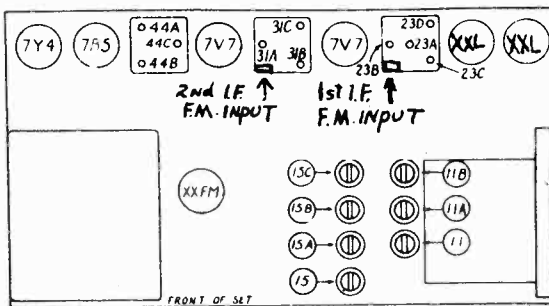 44A 31C 23D
7Y4 7B5 44C 7V7 31A 31B 7V7 23A XXL XXL
44B 23B 23C
2nd I.F. 1st I.F.
F.M. INPUT F.M. INPUT
15C 11B
XXFM
15B 11A
15A 11
15
FRONT OF SET